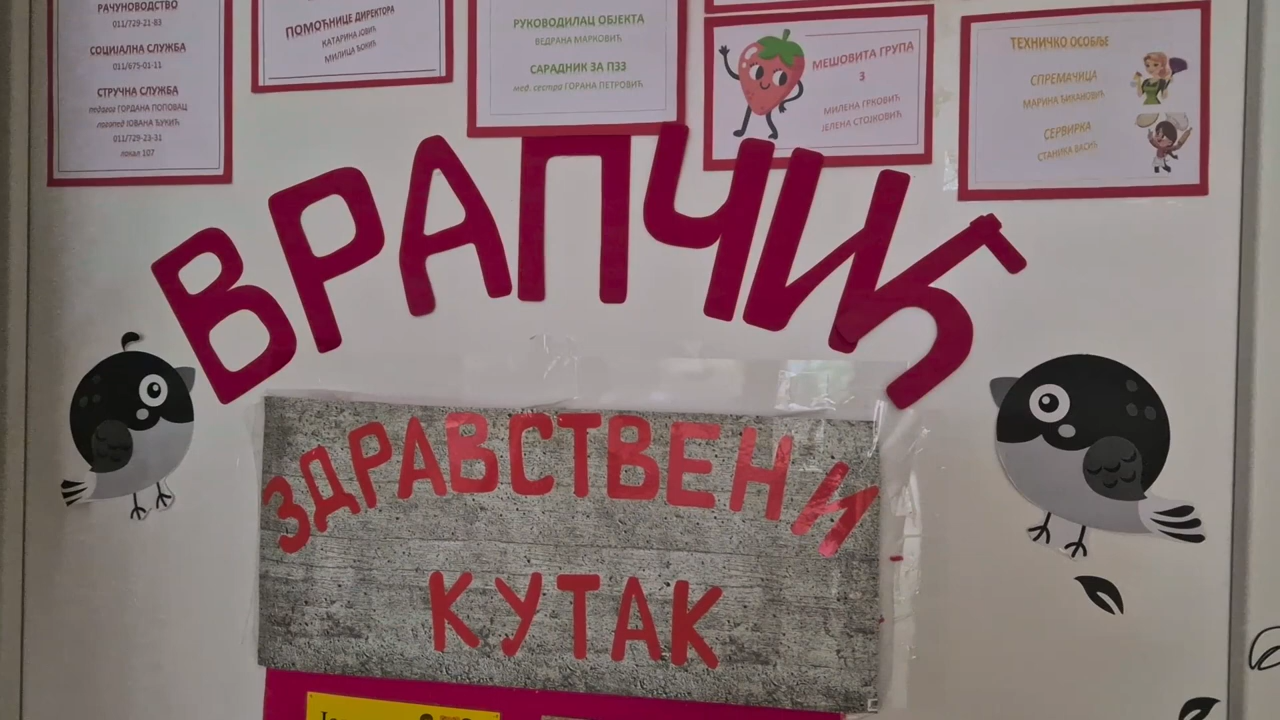 РАЧУНОВОДСТВО
011/729-21-83
СОЦИЈАЛНА СЛУЖБА
011/675-01-11
СТРУЧНА СЛУЖБА
педагог ГОРДАНА ПОПОВАЦ
логопед ЈОВАНА ЂУКИЋ
011/729-23-31
локал 107
ПОМОЋНИЦЕ ДИРЕКТОРА
КАТАРИНА ЈОВИЋ
МИЛИЦА ЂОКИЋ
РУКОВОДИЛАЦ ОБЈЕКТА
ВЕДРАНА МАРКОВИЋ
САРАДНИК ЗА ПЗЗ
мед. сестра ГОРАНА ПЕТРОВИЋ
МЕШОВИТА ГРУПА
3
МИЛЕНА ГРКОВИЋ
ЈЕЛЕНА СТОЈКОВИЋ
ТЕХНИЧКО ОСОБЉЕ
СПРЕМАЧИЦА
МАРИНА ЂИКАНОВИЋ
СЕРВИРКА
СТАНИКА ВАСИЋ
ВРАПЧИЋ
ЗДРАВСТВЕНИ
КУТАК